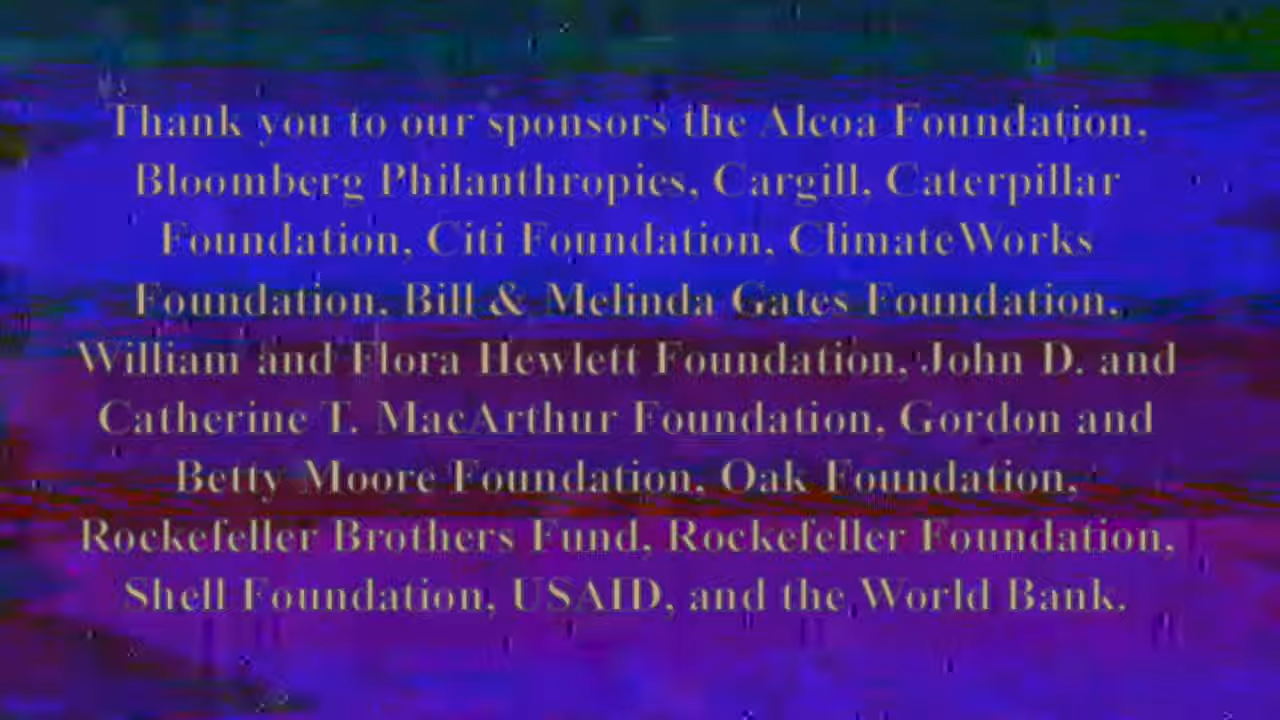 Thank you to our sponsors the Alcoa Foundation,
Bloomberg Philanthropies, Cargill, Caterpillar
Foundation, Citi Foundation, ClimateWorks
Foundation, Bill & Melinda Gates Foundation,
William and Flora Hewlett Foundation, John D. and
Catherine T. MacArthur Foundation, Gordon and
Betty Moore Foundation, Oak Foundation,
Rockefeller Brothers Fund, Rockefeller Foundation,
Shell Foundation, USAID, and the World Bank.